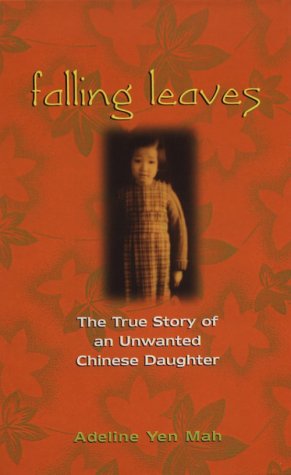 falling leaves
The True Story of
an Unwanted
Chinese Daughter
Adeline Yen Mah